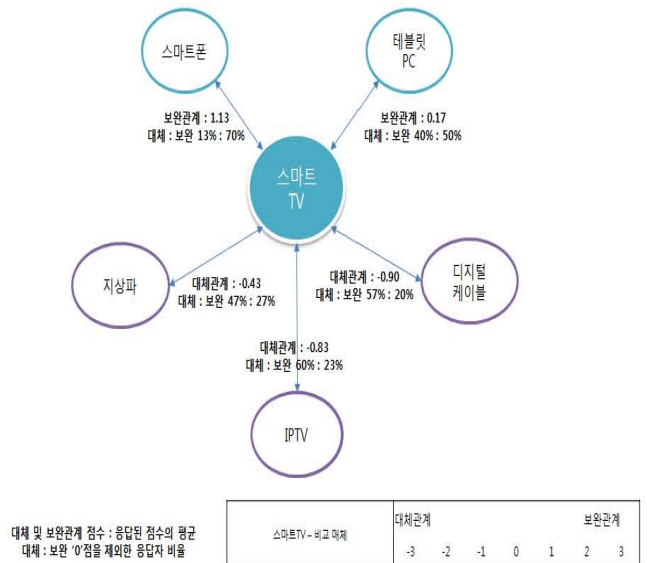 스마트폰
테블릿
PC
보완관계 : 1.13
대체 : 보완 13% : 70%
보완관계 : 0.17
대체 : 보완 40% : 50%
스마트
TV
지상파
대체관계 : -0.43
대체 : 보완 47% : 27%
대체관계 : -0.90
대체 : 보완 57% : 20%
디지털
케이블
대체관계 : -0.83
대체 : 보완 60% : 23%
IPTV
대체 및 보완관계 점수 : 응답된 점수의 평균
대체 : 보완 '0'점을 제외한 응답자 비율
스마트TV – 비교 매체
대체관계 보완관계
-3 -2 -1 0 1 2 3